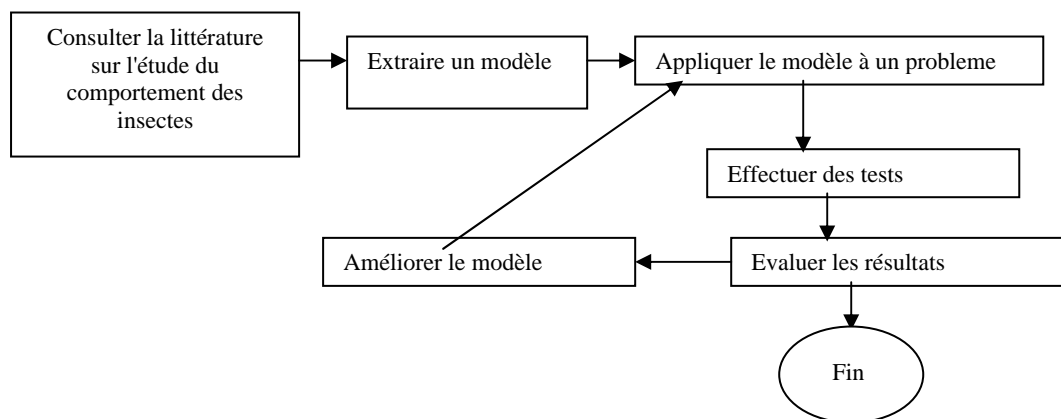 Consulter la littérature
sur l'étude du
comportement des
insectes
Extraire un modèle
Appliquer le modèle à un probleme
Effectuer des tests
Améliorer le modèle
Evaluer les résultats
Fin